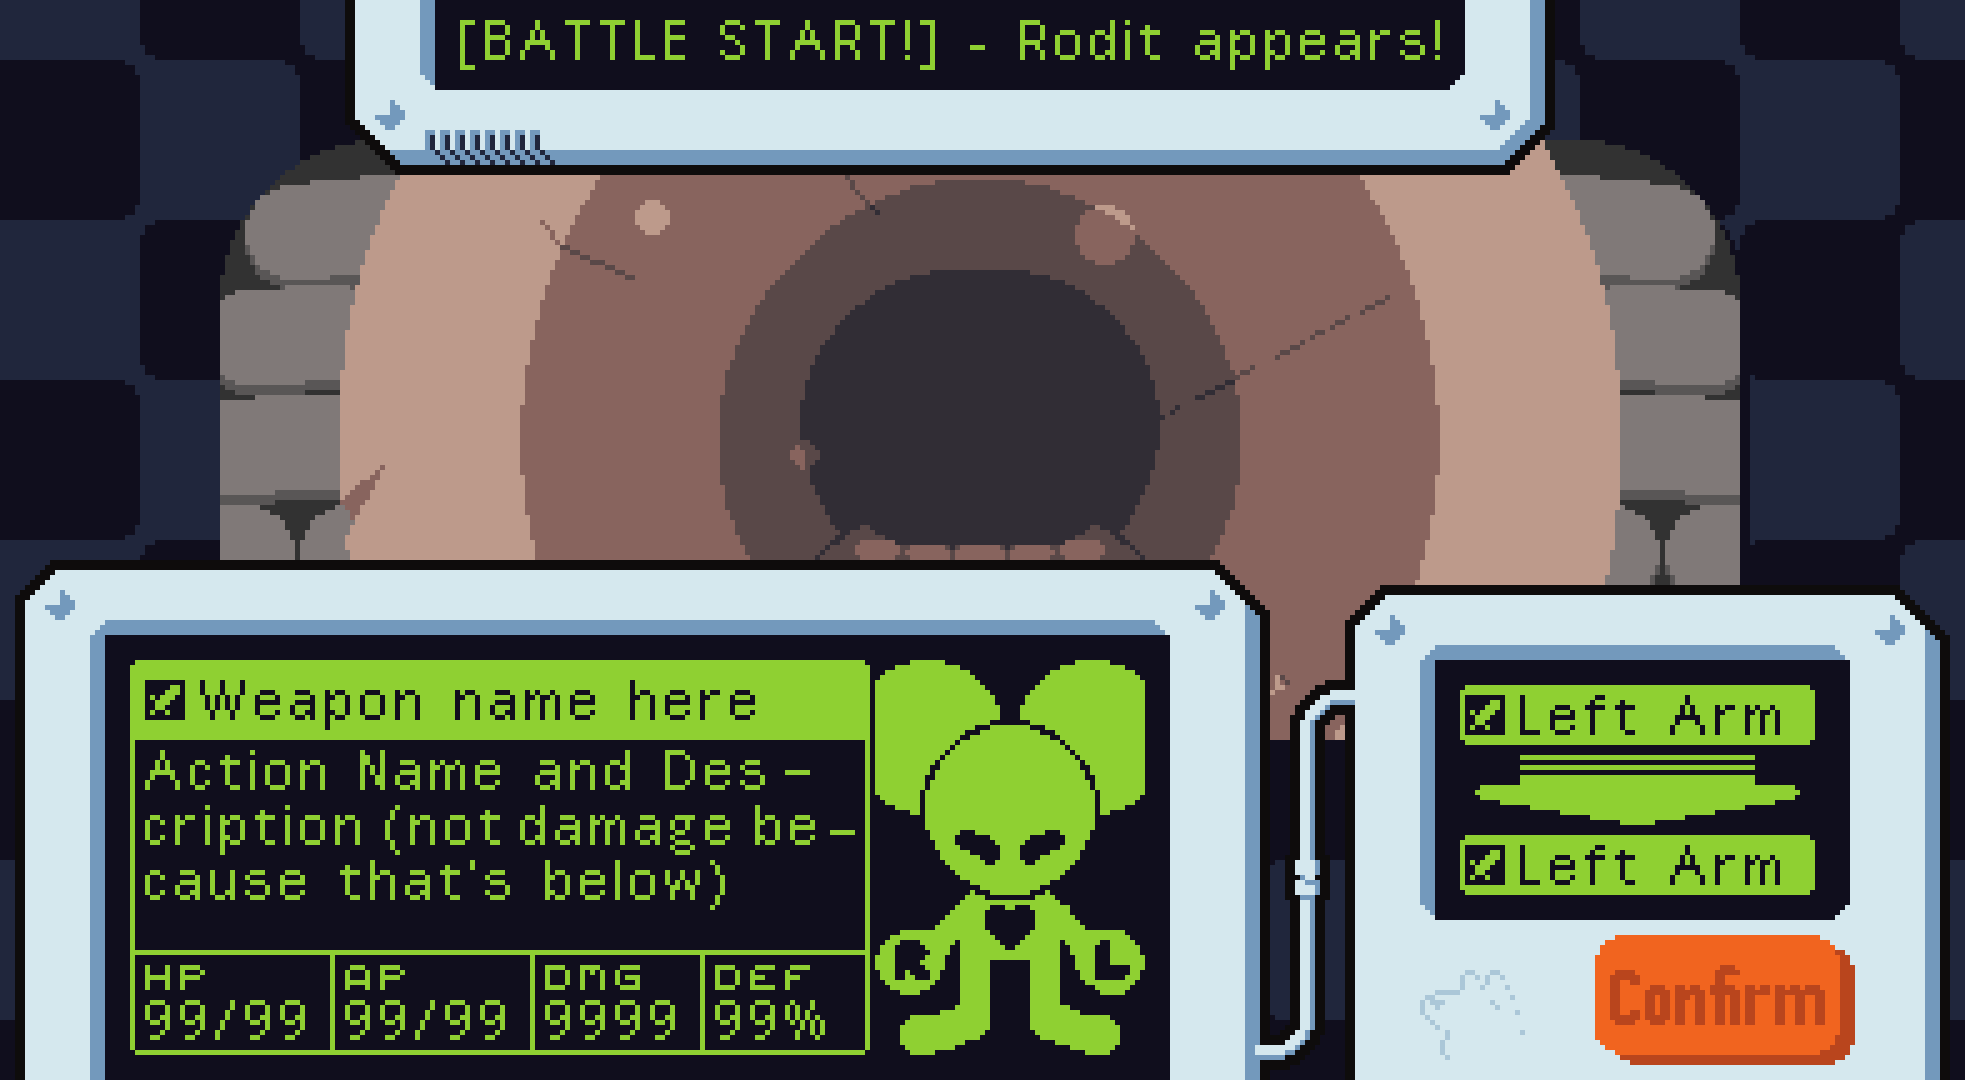 [BATTLE START!] - Rodit appears!
Weapon name here
Action Name and Des-
cription (not damage be-
cause that's below)
HP AP DMG DEF
99/99 99/99 9999 99%
R L
Left Arm
Left Arm
Confirm